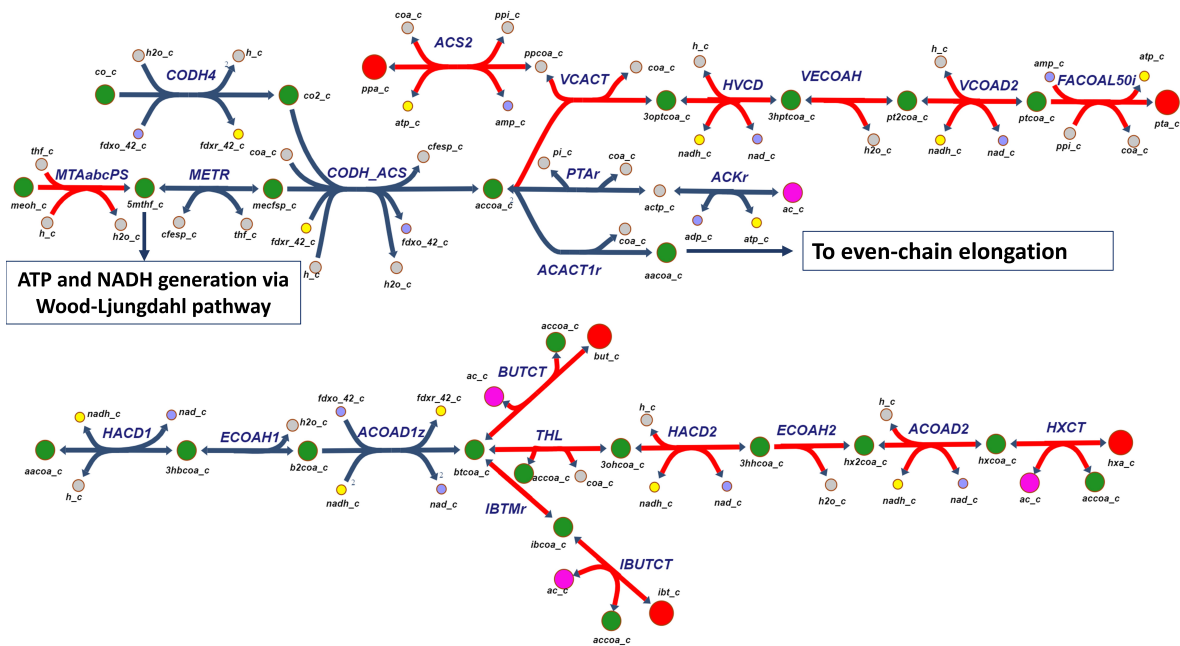 coa_c
ppi_c
ACS2
h2o_c
h_c
CODH4
2
co_c
co2_c
ppa_c
ppcoa_c
atp_c
amp_c
fdxo_42_c
fdxr_42_c
VCACT
coa_c
3optcoa_c
h_c
HVCD
nadh_c
nad_c
3hptcoa_c
VECOAH
h2o_c
pt2coa_c
h_c
VCOAD2
nadh_c
nad_c
ptcoa_c
amp_c
atp_c
FACOAL50i
ppi_c
coa_c
pta_c
thf_c
MTAabcPS
meoh_c
h_c
h2o_c
5mthf_c
METR
cfesp_c
thf_c
mecfsp_c
coa_c
CODH_ACS
cfesp_c
fdxr_42_c
fdxo_42_c
h_c
h2o_c
accoa_c
2
pi_c
PTAr
coa_c
actp_c
ACKr
adp_c
atp_c
ac_c
ACACT1r
coa_c
aacoa_c
To even-chain elongation
ATP and NADH generation via
Wood-Ljungdahl pathway
accoa_c
but_c
BUTCT
ac_c
nadh_c
nad_c
HACD1
aacoa_c
h_c
3hbcoa_c
ECOAH1
h2o_c
b2coa_c
fdxo_42_c
fdxr_42_c
ACOAD1z
2
2
nadh_c
nad_c
btcoa_c
THL
accoa_c
coa_c
3ohcoa_c
h_c
HACD2
nadh_c
nad_c
3hhcoa_c
ECOAH2
h2o_c
hx2coa_c
h_c
ACOAD2
nadh_c
nad_c
hxcoa_c
HXCT
ac_c
accoa_c
hxa_c
IBTMr
ibcoa_c
IBUTCT
ac_c
accoa_c
ibt_c